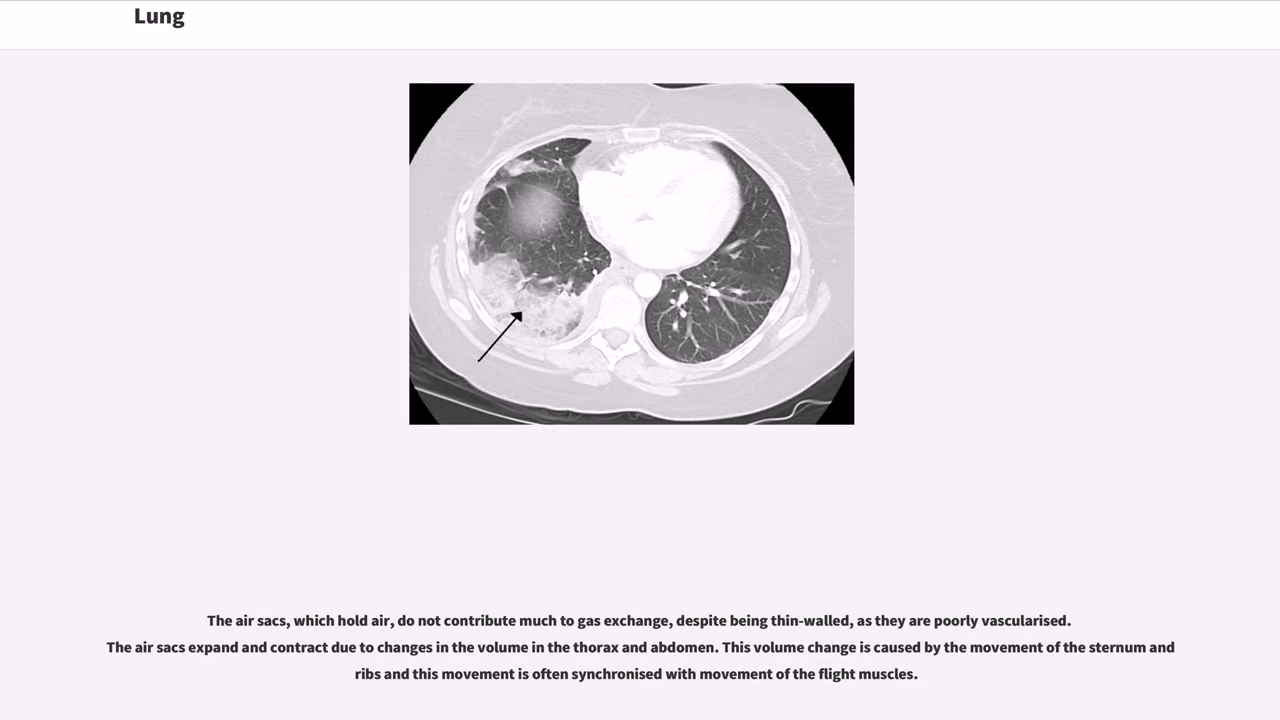 Lung
The air sacs, which hold air, do not contribute much to gas exchange, despite being thin-walled, as they are poorly vascularised.
The air sacs expand and contract due to changes in the volume in the thorax and abdomen. This volume change is caused by the movement of the sternum and
ribs and this movement is often synchronised with movement of the flight muscles.